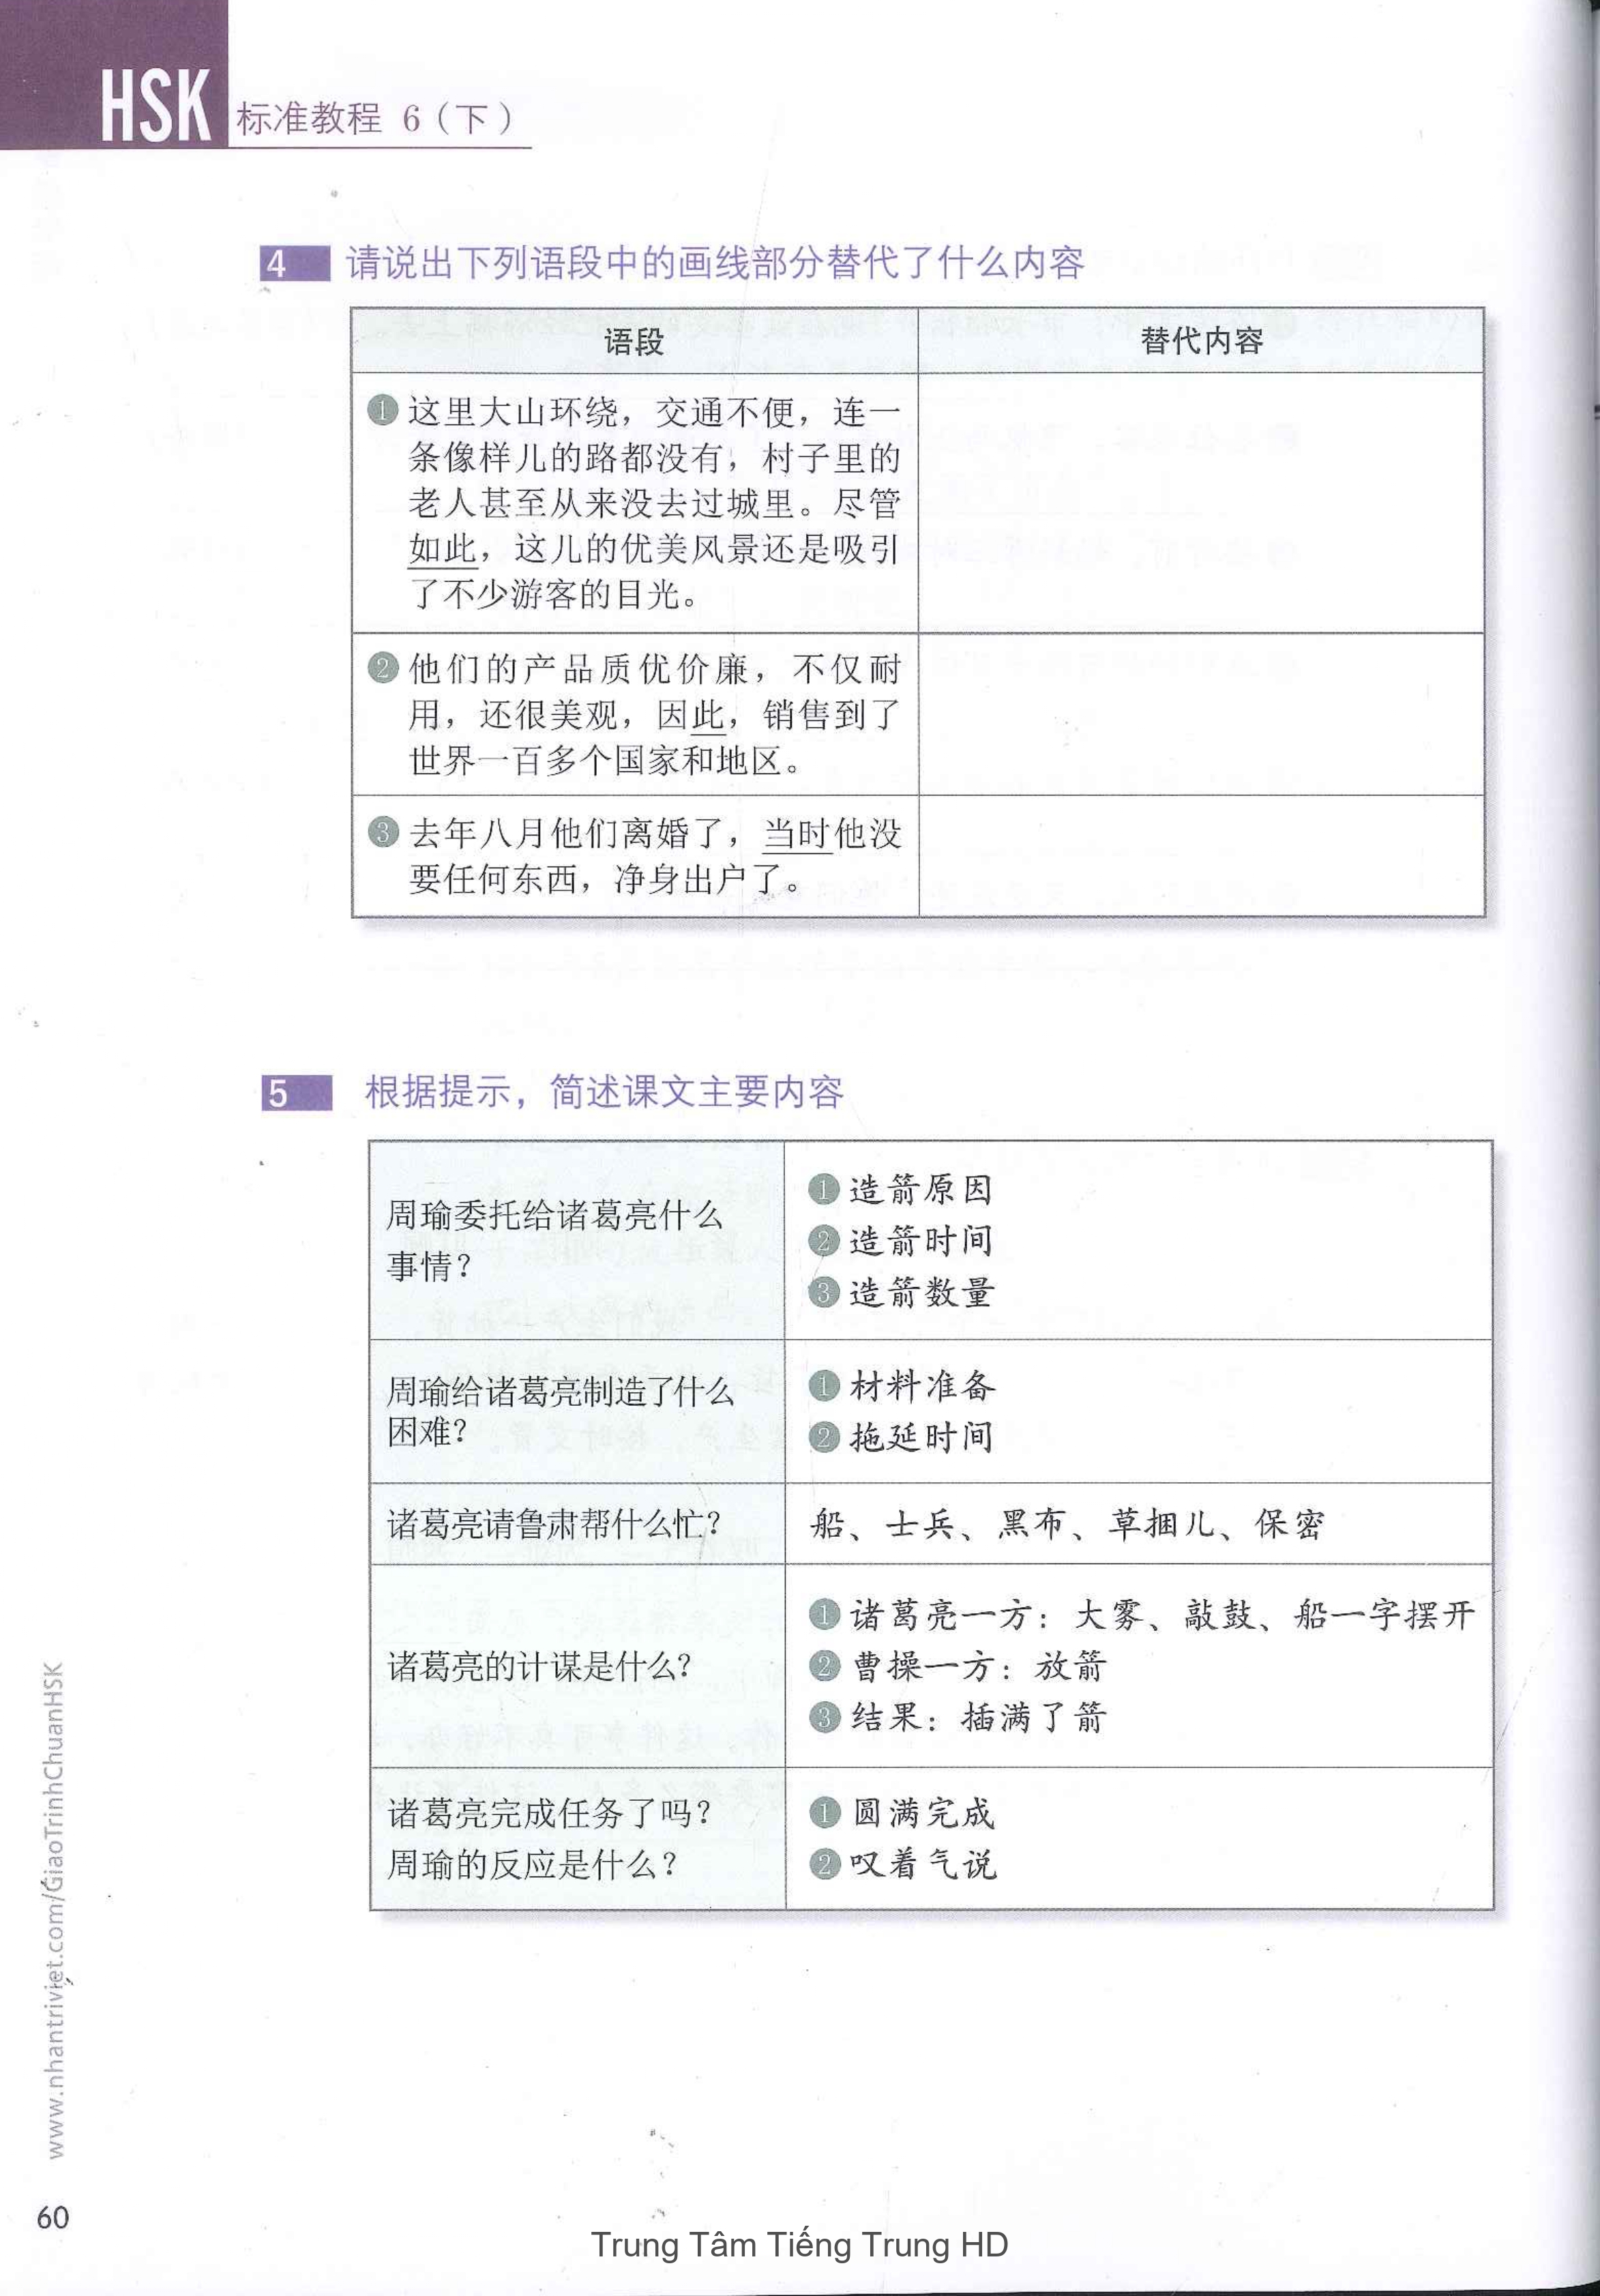 HSK 标准教程 6（下）
4 请说出下列语段中的画线部分替代了什么内容
语段 替代内容
1 这里大山环绕，交通不便，连一
条像样儿的路都没有，村子里的
老人甚至从来没去过城里。尽管
如此，这儿的优美风景还是吸引
了不少游客的目光。
2 他们的产品质优价廉，不仅耐
用，还很美观，因此，销售到了
世界一百多个国家和地区。
3 去年八月他们离婚了，当时他没
要任何东西，净身出户了。
5 根据提示，简述课文主要内容
周瑜委托给诸葛亮什么
事情？
1 造箭原因
2 造箭时间
3 造箭数量
周瑜给诸葛亮制造了什么
困难？
1 材料准备
2 拖延时间
诸葛亮请鲁肃帮什么忙？
船、士兵、黑布、草捆儿、保密
诸葛亮的计谋是什么？
1 诸葛亮一方：大雾、敲鼓、船一字摆开
2 曹操一方：放箭
3 结果：插满了箭
诸葛亮完成任务了吗？
周瑜的反应是什么？
1 圆满完成
2 叹着气说
www.nhantriviet.com/GiaoTrinhChuanHSK
60
Trung Tâm Tiếng Trung HD